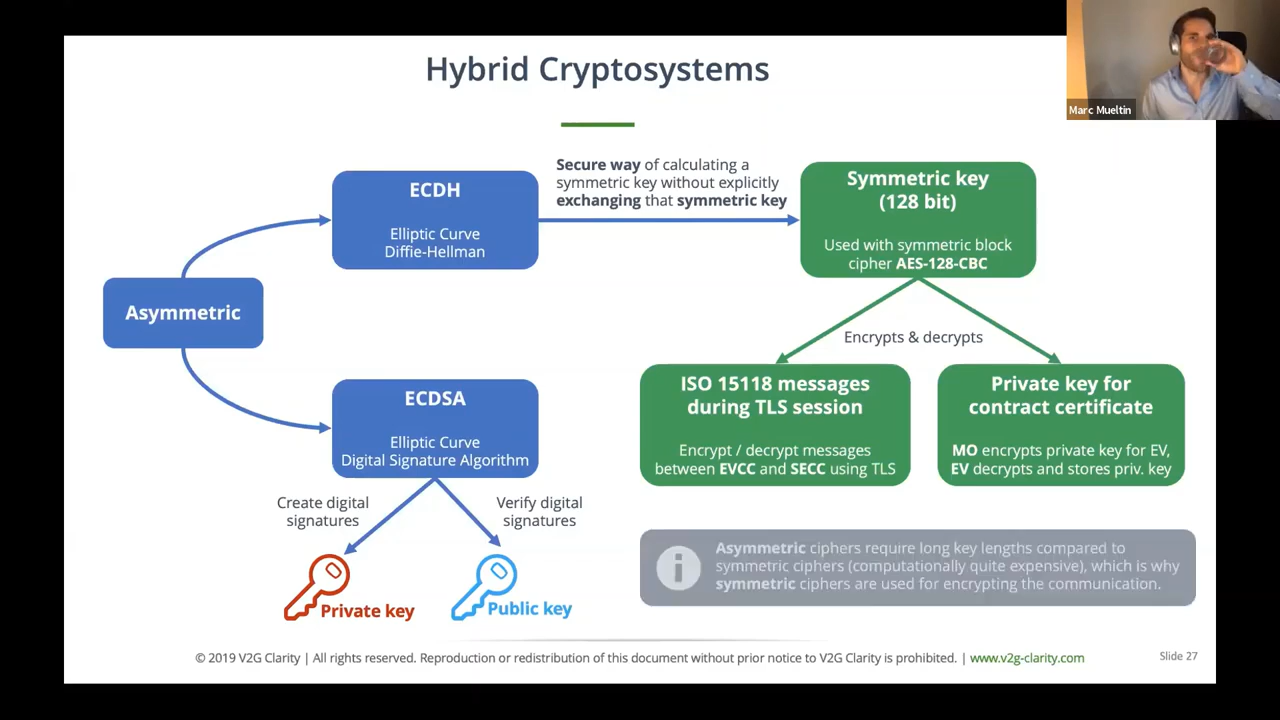 Hybrid Cryptosystems
Marc Mueltin
Secure way of calculating a
symmetric key without explicitly
exchanging that symmetric key
ECDH
Elliptic Curve
Diffie-Hellman
Symmetric key
(128 bit)
Used with symmetric block
cipher AES-128-CBC
Asymmetric
Encrypts & decrypts
ECDSA
Elliptic Curve
Digital Signature Algorithm
ISO 15118 messages
during TLS session
Encrypt / decrypt messages
between EVCC and SECC using TLS
Private key for
contract certificate
MO encrypts private key for EV,
EV decrypts and stores priv. key
Create digital
signatures
Verify digital
signatures
Private key
Public key
Asymmetric ciphers require long key lengths compared to
symmetric ciphers (computationally quite expensive), which is why
symmetric ciphers are used for encrypting the communication.
© 2019 V2G Clarity | All rights reserved. Reproduction or redistribution of this document without prior notice to V2G Clarity is prohibited. | www.v2g-clarity.com
Slide 27